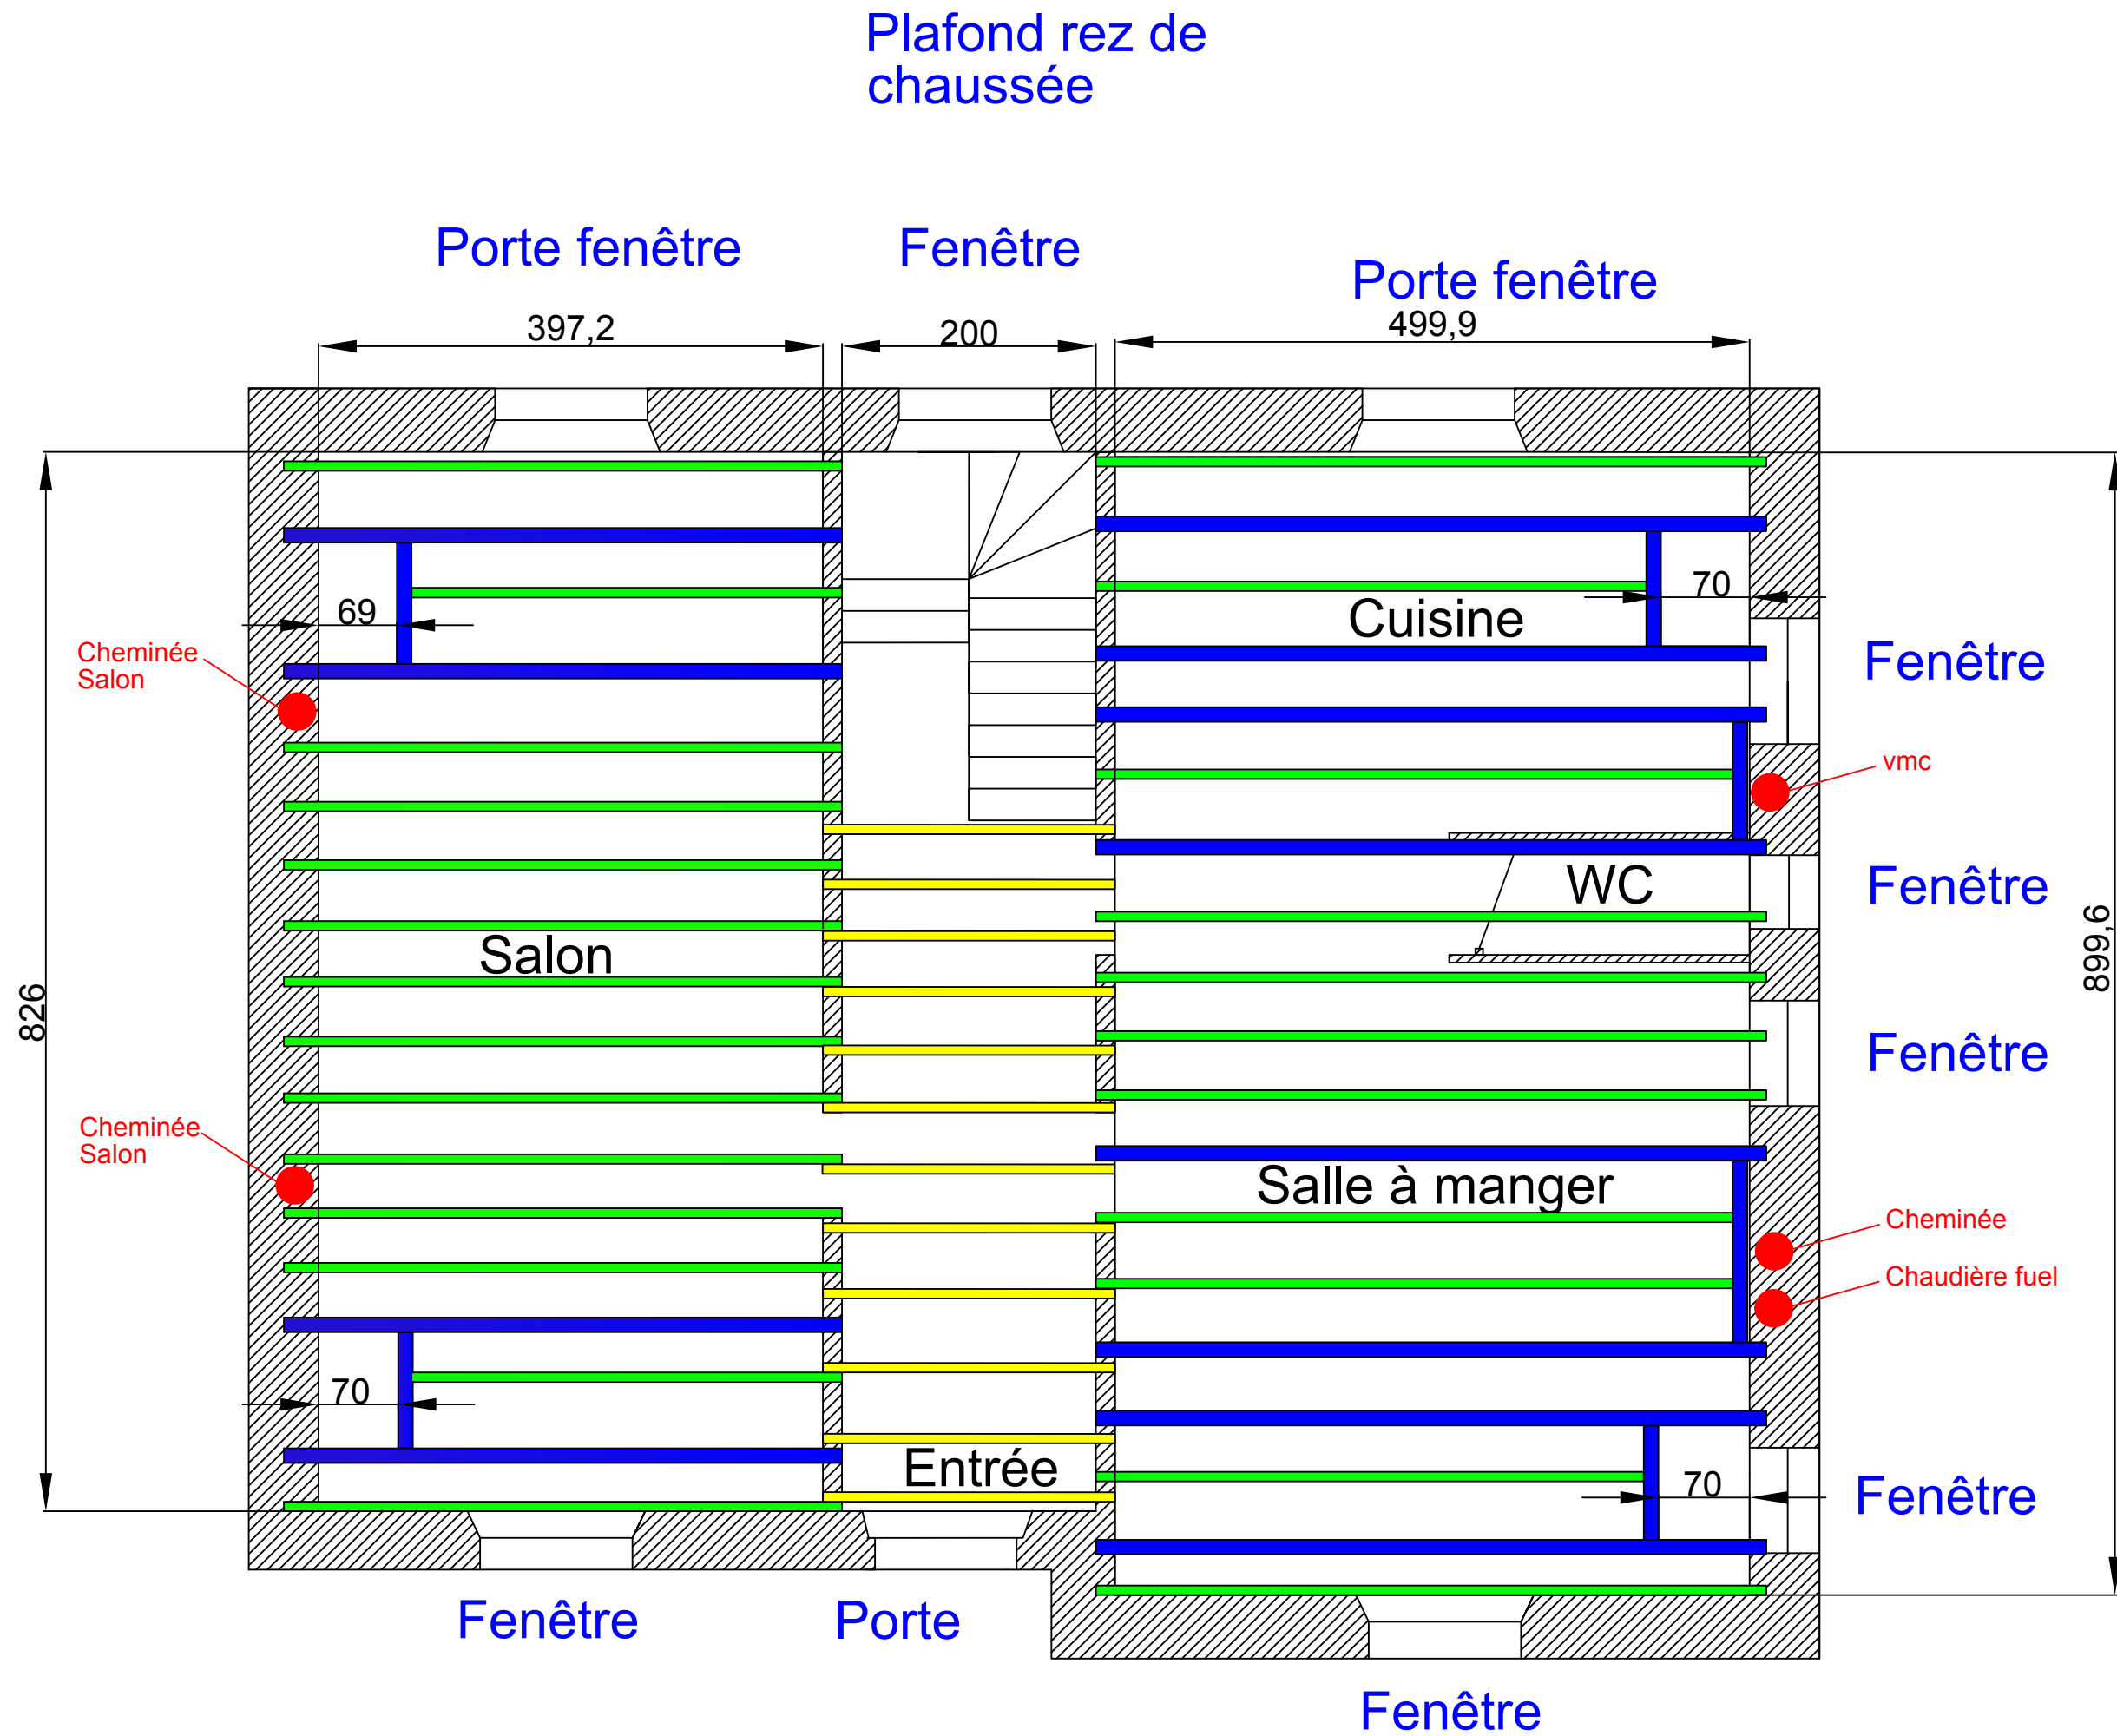 Plafond rez de
chaussée
Porte fenêtre
Fenêtre
Porte fenêtre
397,2
200
499,9
69
70
Cuisine
Cheminée
Salon
Fenêtre
vmc
WC
Fenêtre
Salon
899,6
826
Fenêtre
Cheminée
Salon
Salle à manger
Cheminée
Chaudière fuel
70
Entrée
70
Fenêtre
Fenêtre
Porte
Fenêtre